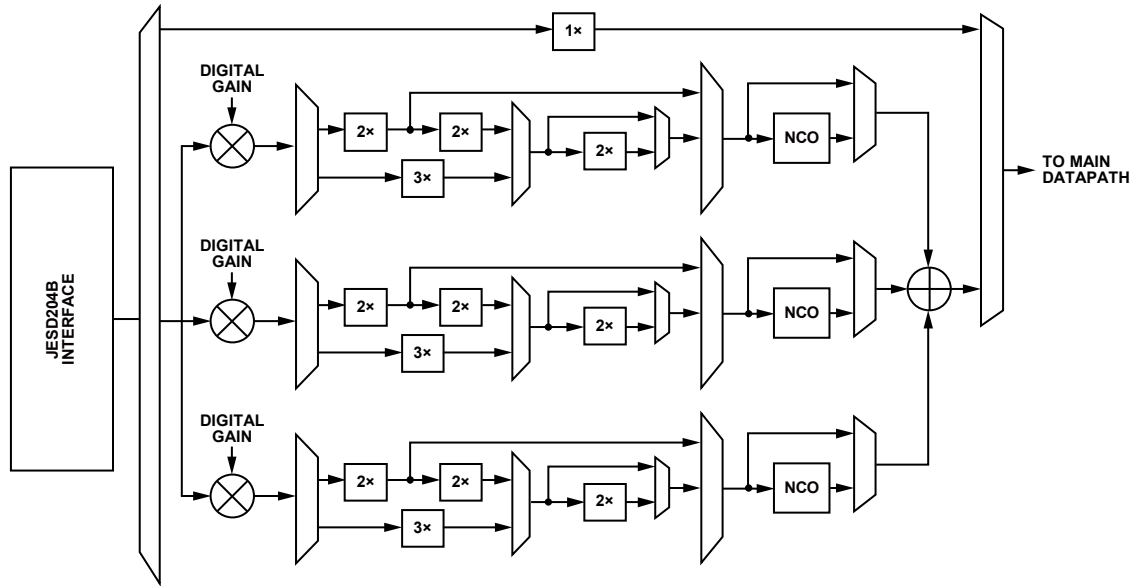 1×
DIGITAL
GAIN
2×
2×
2×
3×
NCO
TO MAIN
DATAPATH
JESD204B
INTERFACE
DIGITAL
GAIN
2×
2×
2×
3×
NCO
DIGITAL
GAIN
2×
2×
2×
3×
NCO